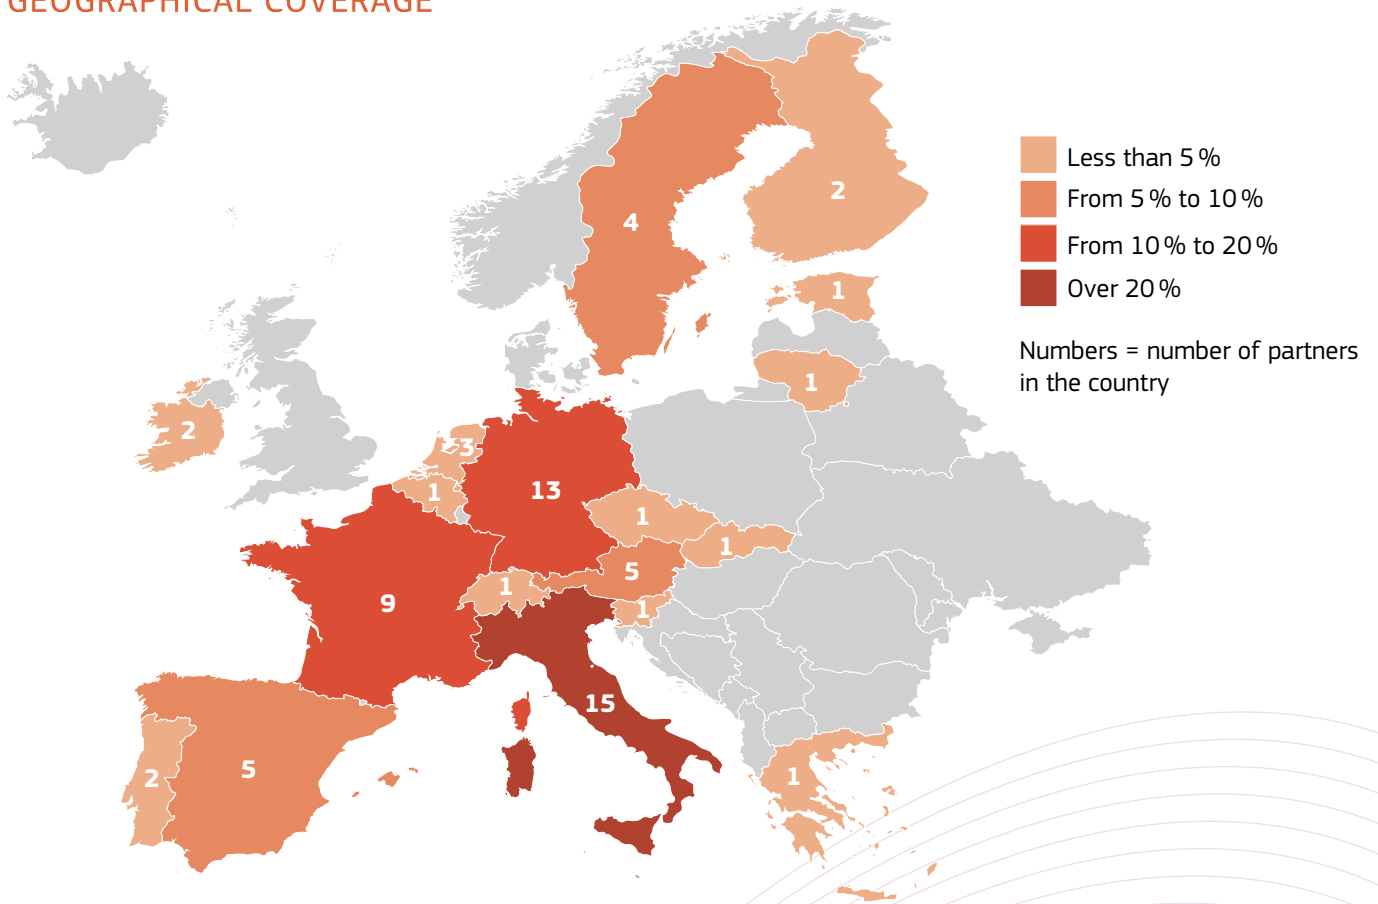 GEOGRAPHICAL COVERAGE
Less than 5 %
From 5 % to 10 %
From 10 % to 20 %
Over 20 %
Numbers = number of partners
in the country
2
4
1
1
2
3
1
13
1
1
5
1
1
9
15
2
5
1